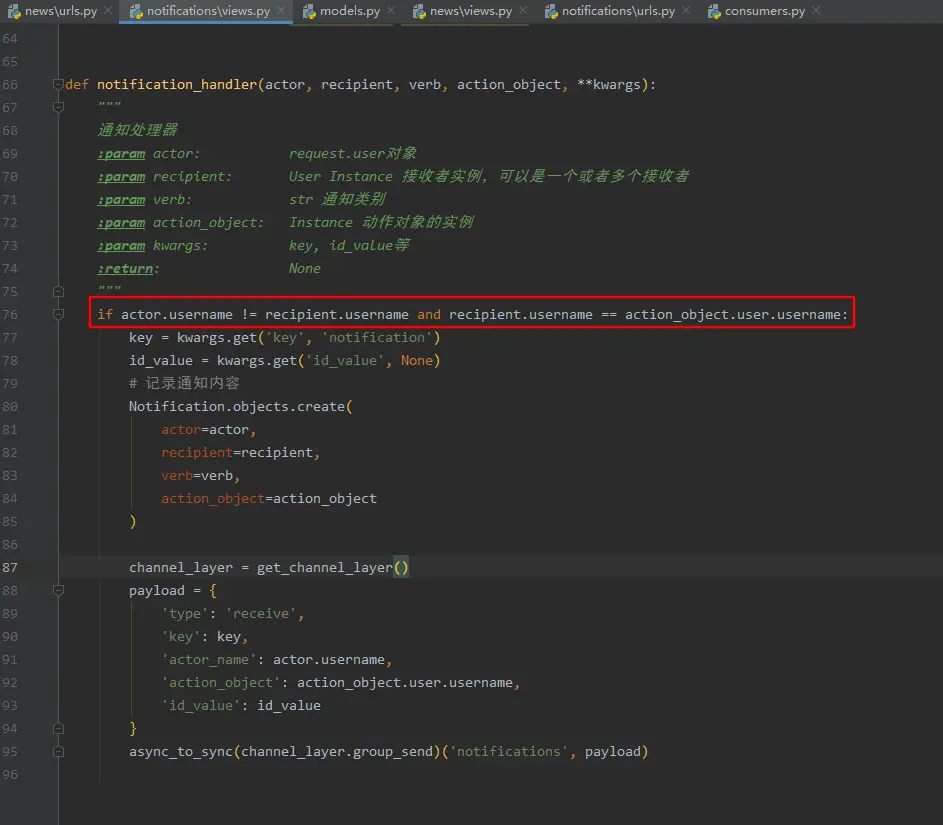 news\urls.py notifications\views.py models.py news\views.py notifications\urls.py consumers.py
64
65
66 def notification_handler(actor, recipient, verb, action_object, **kwargs):
67 """
68 通知处理器
69 :param actor: request.user对象
70 :param recipient: User Instance 接收者实例, 可以是一个或者多个接收者
71 :param verb: str 通知类别
72 :param action_object: Instance 动作对象的实例
73 :param kwargs: key, id_value等
74 :return: None
75 """
76 if actor.username != recipient.username and recipient.username == action_object.user.username:
77 key = kwargs.get('key', 'notification')
78 id_value = kwargs.get('id_value', None)
79 # 记录通知内容
80 Notification.objects.create(
81 actor=actor,
82 recipient=recipient,
83 verb=verb,
84 action_object=action_object
85 )
86
87 channel_layer = get_channel_layer()
88 payload = {
89 'type': 'receive',
90 'key': key,
91 'actor_name': actor.username,
92 'action_object': action_object.user.username,
93 'id_value': id_value
94 }
95 async_to_sync(channel_layer.group_send)('notifications', payload)
96